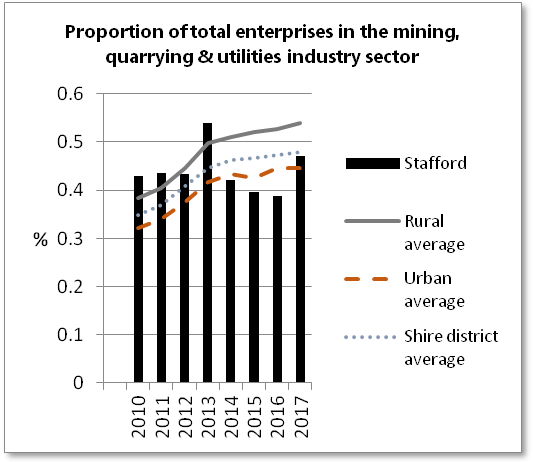 Proportion of total enterprises in the mining,
quarrying & utilities industry sector
0.6
0.5
0.4
0.3
0.2
0.1
0
%
2010
2011
2012
2013
2014
2015
2016
2017
Stafford
Rural
average
Urban
average
Shire district
average